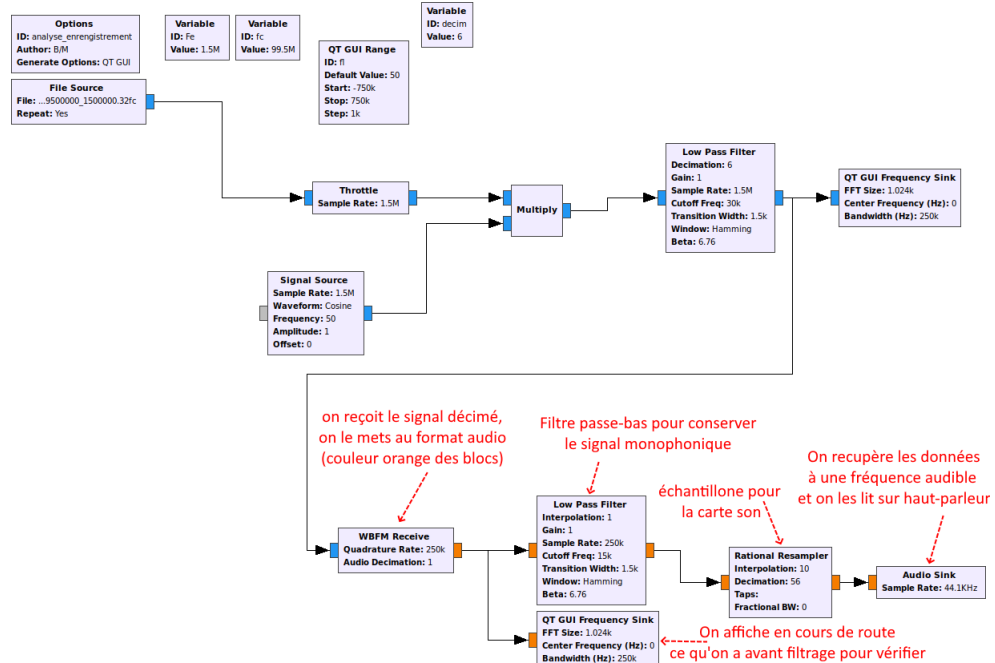 Options
ID: analyse_enregistrement
Author: B/M
Generate Options: QT GUI
Variable
ID: Fe
Value: 1.5M
Variable
ID: fc
Value: 99.5M
Variable
ID: decim
Value: 6
QT GUI Range
ID: fl
Default Value: 50
Start: -750k
Stop: 750k
Step: 1k
File Source
File: ...9500000_1500000.32fc
Repeat: Yes
Throttle
Sample Rate: 1.5M
Multiply
Low Pass Filter
Decimation: 6
Gain: 1
Sample Rate: 1.5M
Cutoff Freq: 30k
Transition Width: 1.5k
Window: Hamming
Beta: 6.76
QT GUI Frequency Sink
FFT Size: 1.024k
Center Frequency (Hz): 0
Bandwidth (Hz): 250k
Signal Source
Sample Rate: 1.5M
Waveform: Cosine
Frequency: 50
Amplitude: 1
Offset: 0
on reçoit le signal décimé,
on le mets au format audio
(couleur orange des blocs)
Filtre passe-bas pour conserver
le signal monophonique
échantillone pour
la carte son
On recupère les données
à une fréquence audible
et on les lit sur haut-parleur
WBFM Receive
Quadrature Rate: 250k
Audio Decimation: 1
Low Pass Filter
Interpolation: 1
Gain: 1
Sample Rate: 250k
Cutoff Freq: 15k
Transition Width: 1.5k
Window: Hamming
Beta: 6.76
Rational Resampler
Interpolation: 10
Decimation: 56
Taps:
Fractional BW: 0
Audio Sink
Sample Rate: 44.1KHz
QT GUI Frequency Sink
FFT Size: 1.024k
Center Frequency (Hz): 0
Bandwidth (Hz): 250k
On affiche en cours de route
ce qu'on a avant filtrage pour vérifier